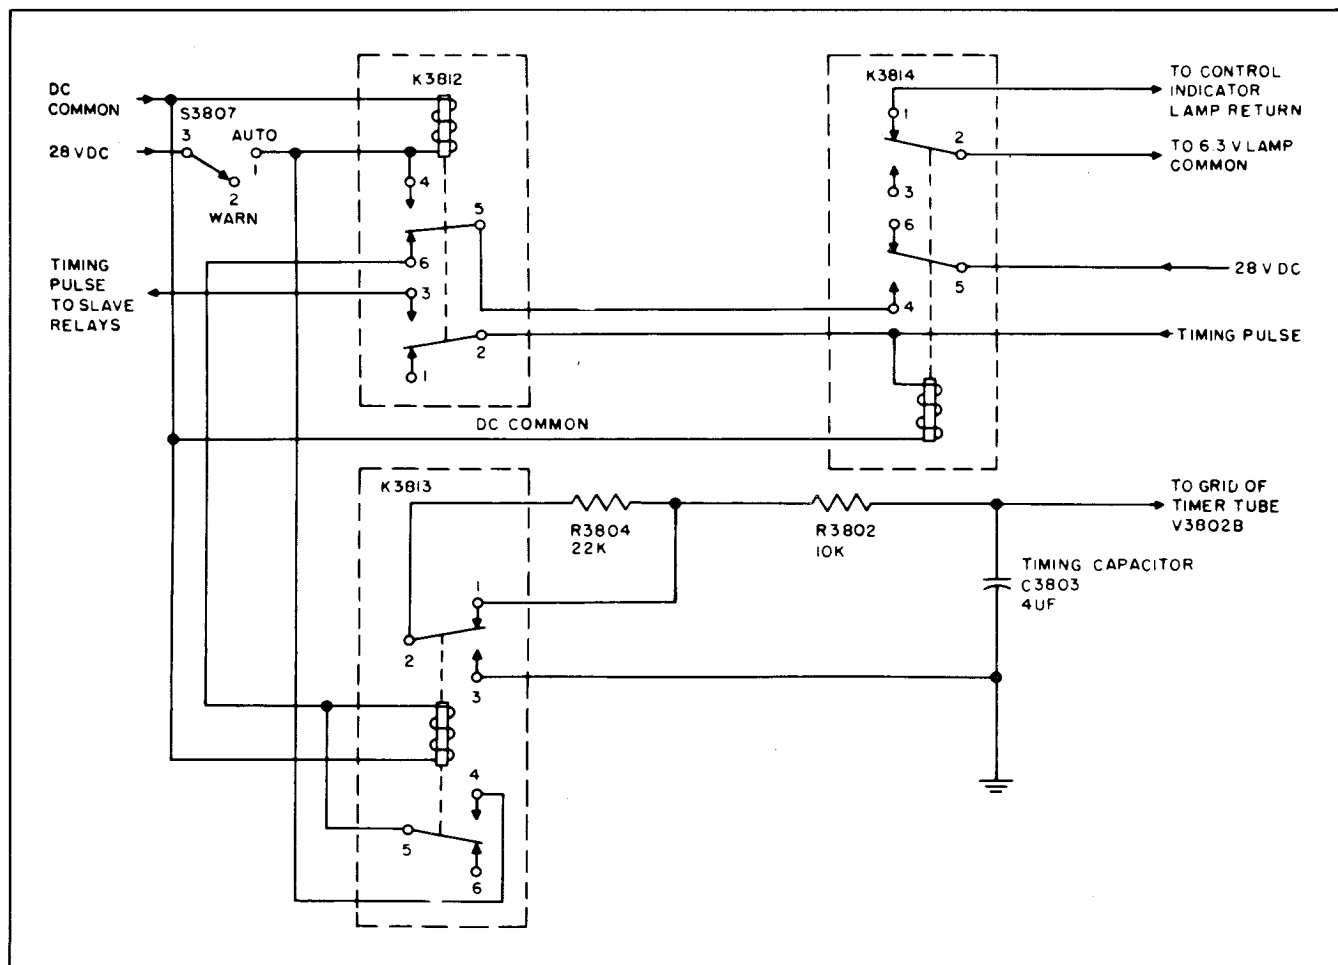 DC
COMMON
S3807
3
AUTO
28 VDC
1
2
WARN
TIMING
PULSE
TO SLAVE
RELAYS
K3812
4
5
6
3
2
1
DC COMMON
K3814
1
2
3
6
5
4
TO CONTROL
INDICATOR
LAMP RETURN
TO 6.3 V LAMP
COMMON
28 V DC
TIMING PULSE
K3813
R3804
22K
R3802
10K
TO GRID OF
TIMER TUBE
V3802B
TIMING CAPACITOR
C3803
4UF
1
2
3
4
5
6